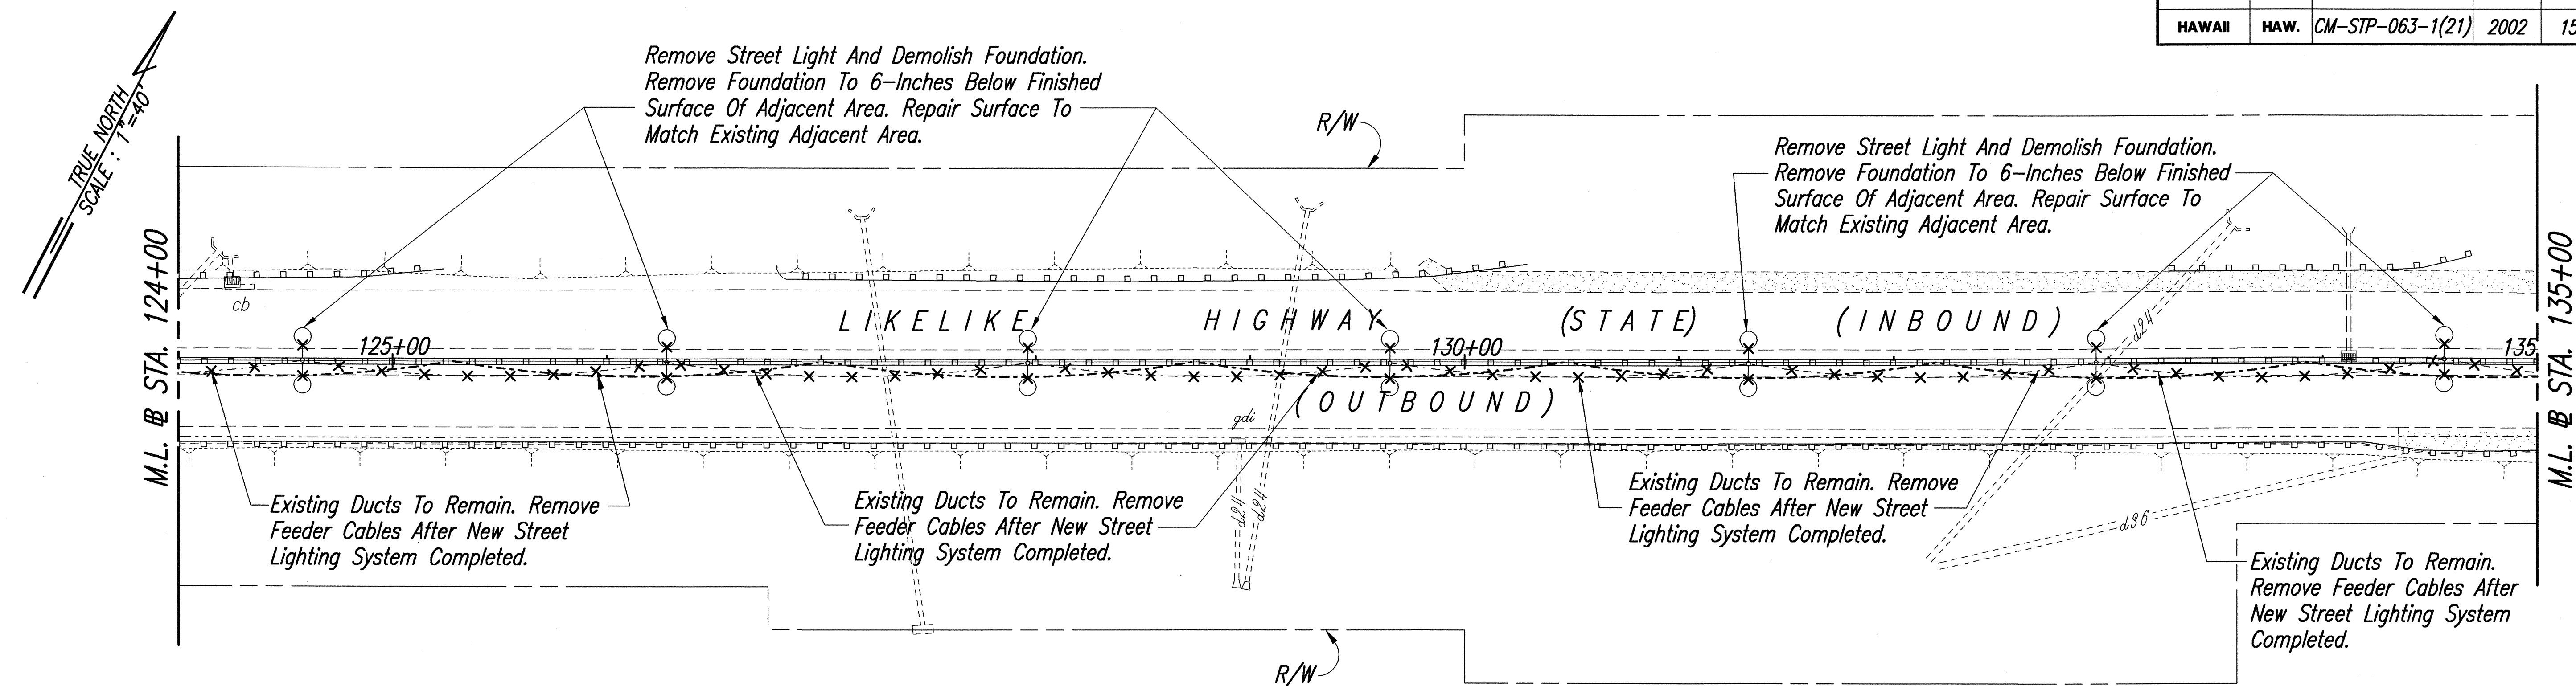 HAWAII HAW. CM-STP-063-1(21) 2002 15
TRUE NORTH
SCALE : 1"=40'
Remove Street Light And Demolish Foundation.
Remove Foundation To 6-Inches Below Finished
Surface Of Adjacent Area. Repair Surface To
Match Existing Adjacent Area.
R/W
Remove Street Light And Demolish Foundation.
Remove Foundation To 6-Inches Below Finished
Surface Of Adjacent Area. Repair Surface To
Match Existing Adjacent Area.
M.L. BL STA. 124+00
cb
LIKELIKE HIGHWAY (STATE) (INBOUND)
d24
125+00
130+00
135
(OUTBOUND)
gdi
d24
d24
d36
M.L. BL STA. 135+00
Existing Ducts To Remain. Remove
Feeder Cables After New Street
Lighting System Completed.
Existing Ducts To Remain. Remove
Feeder Cables After New Street
Lighting System Completed.
Existing Ducts To Remain. Remove
Feeder Cables After New Street
Lighting System Completed.
Existing Ducts To Remain.
Remove Feeder Cables After
New Street Lighting System
Completed.
R/W